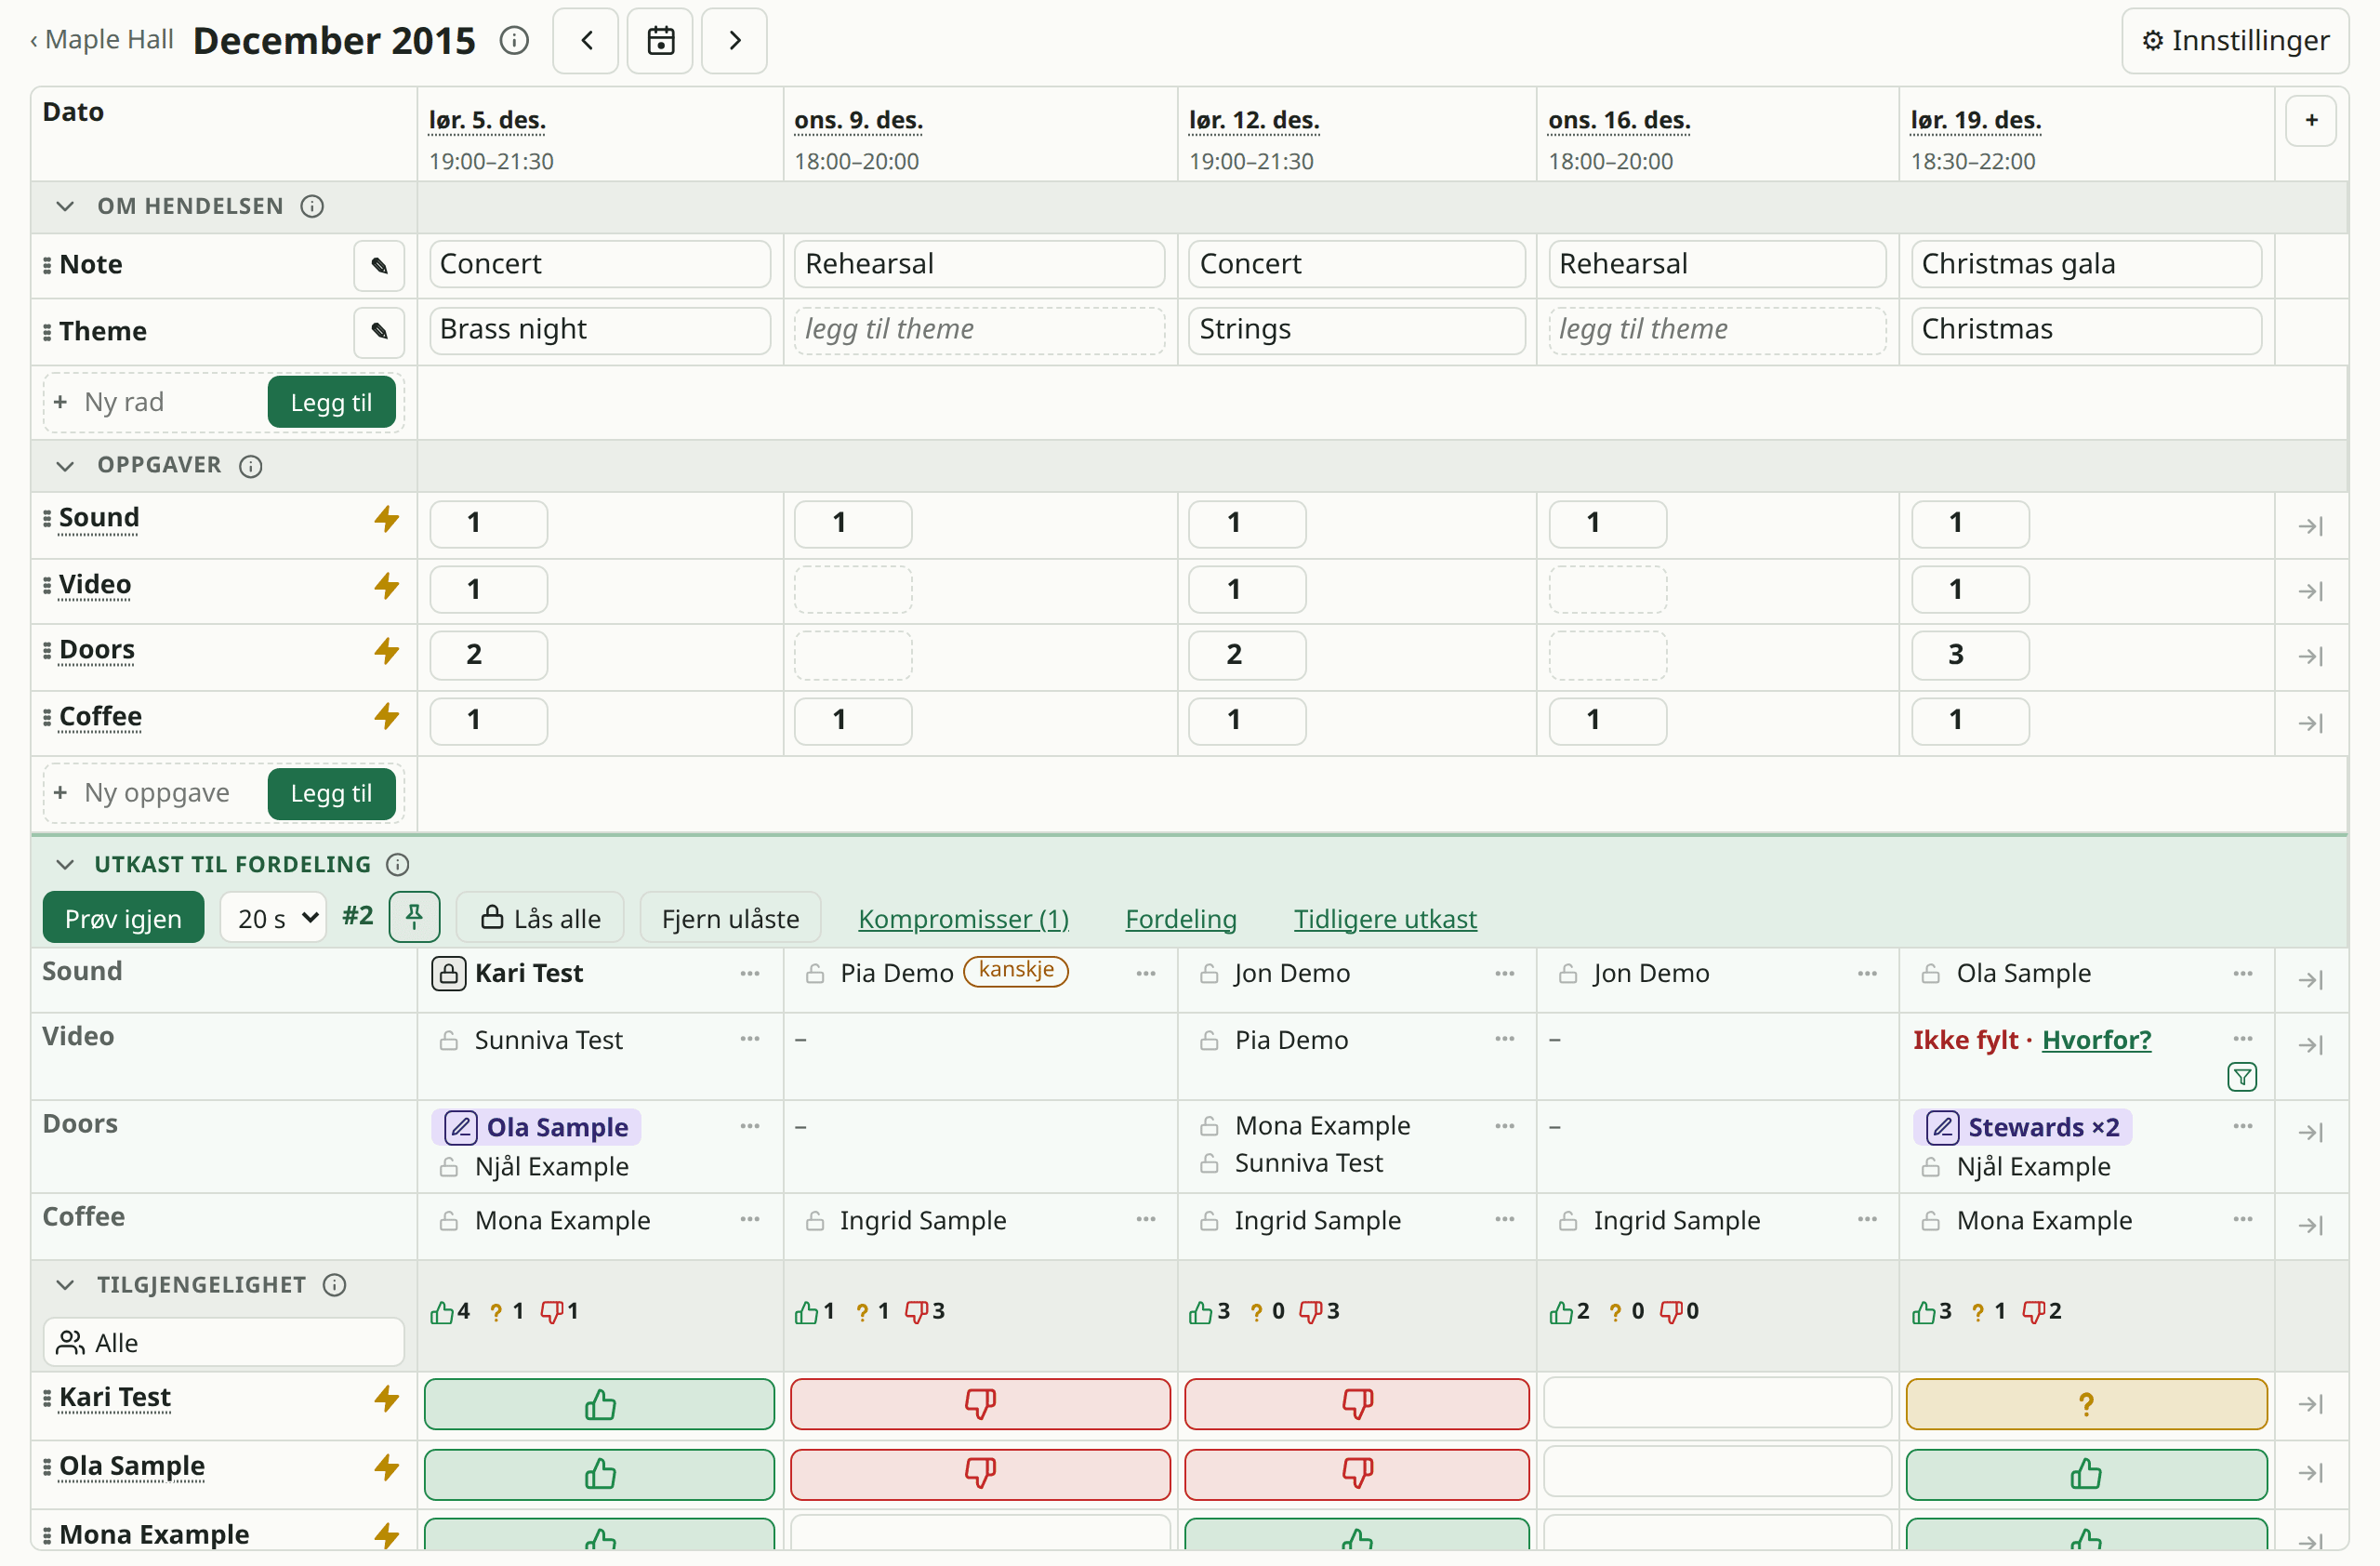 ‹ Maple Hall December 2015 ⚙ Innstillinger
Dato lør. 5. des. ons. 9. des. lør. 12. des. ons. 16. des. lør. 19. des. +
19:00–21:30 18:00–20:00 19:00–21:30 18:00–20:00 18:30–22:00
OM HENDELSEN
Note Concert Rehearsal Concert Rehearsal Christmas gala
Theme Brass night legg til theme Strings legg til theme Christmas
+ Ny rad Legg til
OPPGAVER
Sound 1 1 1 1 1
Video 1 1 1
Doors 2 2 3
Coffee 1 1 1 1 1
+ Ny oppgave Legg til
UTKAST TIL FORDELING
Prøv igjen 20 s #2 Lås alle Fjern ulåste Kompromisser (1) Fordeling Tidligere utkast
Sound Kari Test Pia Demo kanskje Jon Demo Jon Demo Ola Sample
Video Sunniva Test – Pia Demo – Ikke fylt · Hvorfor?
Doors Ola Sample – Mona Example – Stewards ×2
Njål Example Sunniva Test Njål Example
Coffee Mona Example Ingrid Sample Ingrid Sample Ingrid Sample Mona Example
TILGJENGELIGHET 4 ? 1 1 1 ? 1 3 3 ? 0 3 2 ? 0 0 3 ? 1 2
Alle
Kari Test ?
Ola Sample
Mona Example